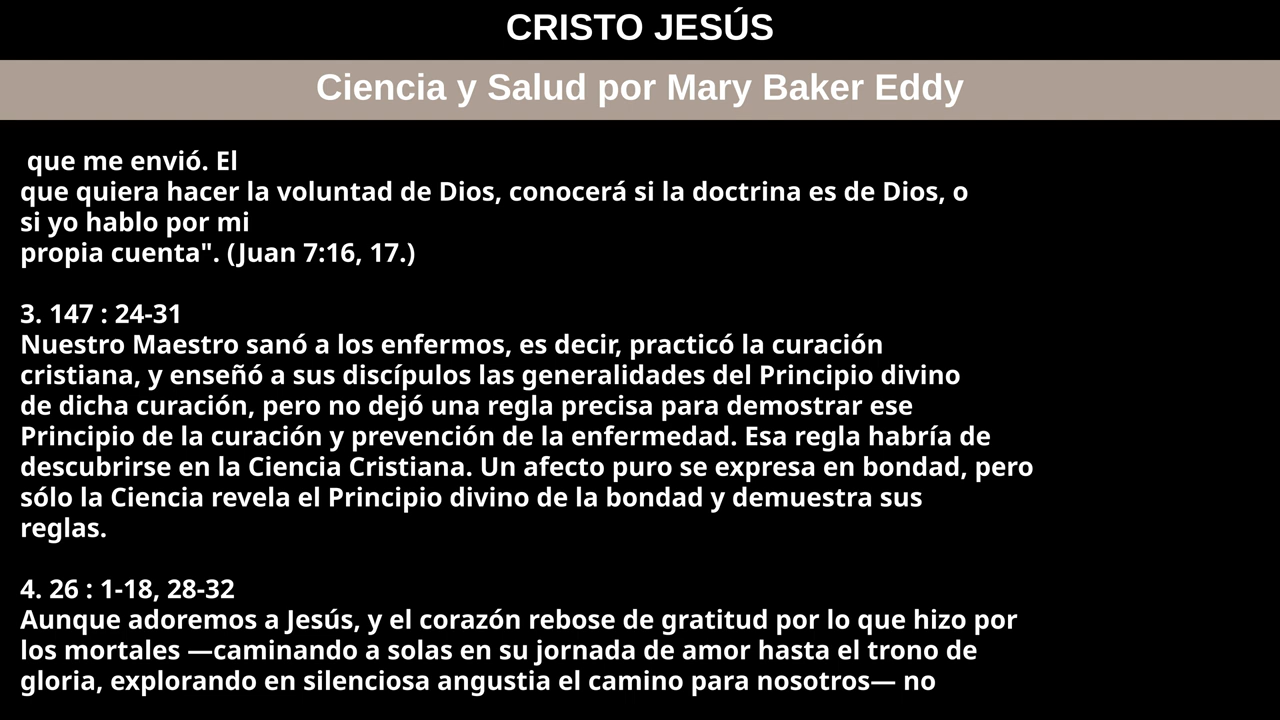 CRISTO JESÚS
Ciencia y Salud por Mary Baker Eddy
que me envió. El
que quiera hacer la voluntad de Dios, conocerá si la doctrina es de Dios, o
si yo hablo por mi
propia cuenta". (Juan 7:16, 17.)
3. 147 : 24-31
Nuestro Maestro sanó a los enfermos, es decir, practicó la curación
cristiana, y enseñó a sus discípulos las generalidades del Principio divino
de dicha curación, pero no dejó una regla precisa para demostrar ese
Principio de la curación y prevención de la enfermedad. Esa regla habría de
descubrirse en la Ciencia Cristiana. Un afecto puro se expresa en bondad, pero
sólo la Ciencia revela el Principio divino de la bondad y demuestra sus
reglas.
4. 26 : 1-18, 28-32
Aunque adoremos a Jesús, y el corazón rebose de gratitud por lo que hizo por
los mortales —caminando a solas en su jornada de amor hasta el trono de
gloria, explorando en silenciosa angustia el camino para nosotros— no